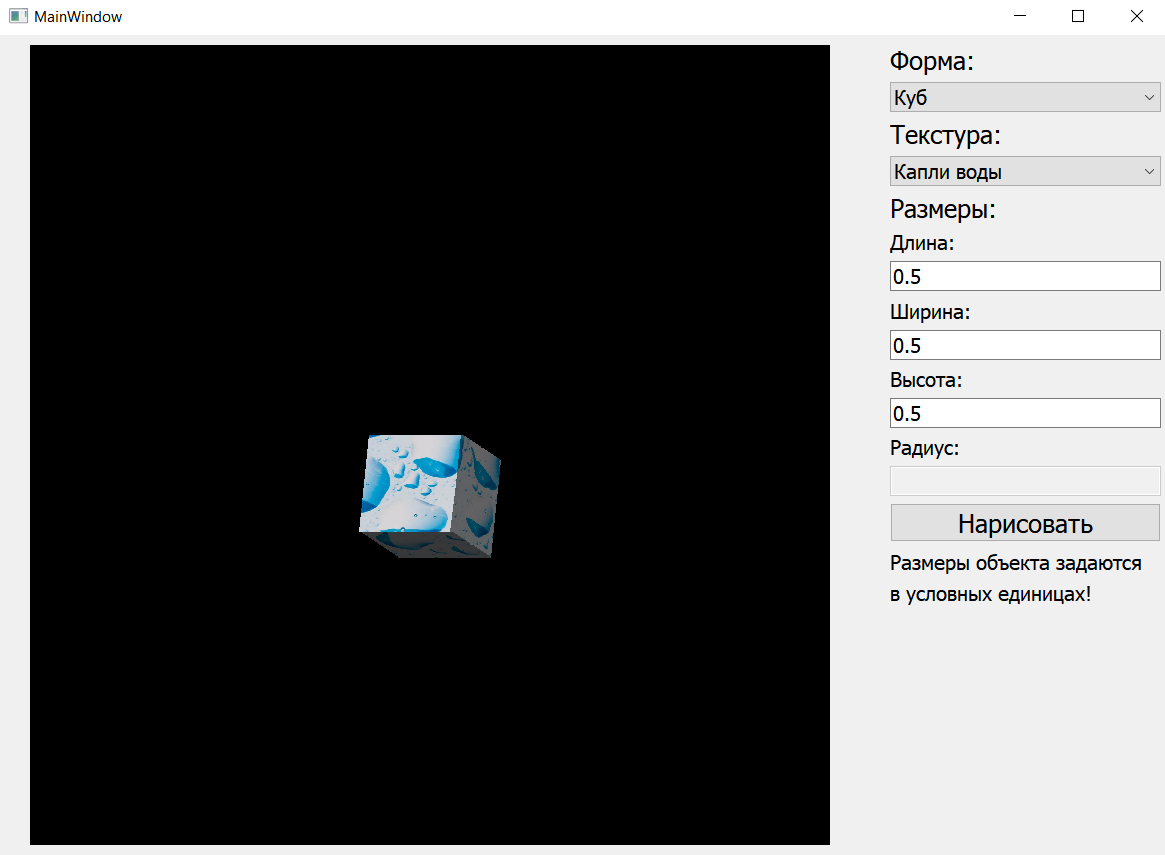 MainWindow
Форма:
Куб
Текстура:
Капли воды
Размеры:
Длина:
0.5
Ширина:
0.5
Высота:
0.5
Радиус:
Нарисовать
Размеры объекта задаются
в условных единицах!